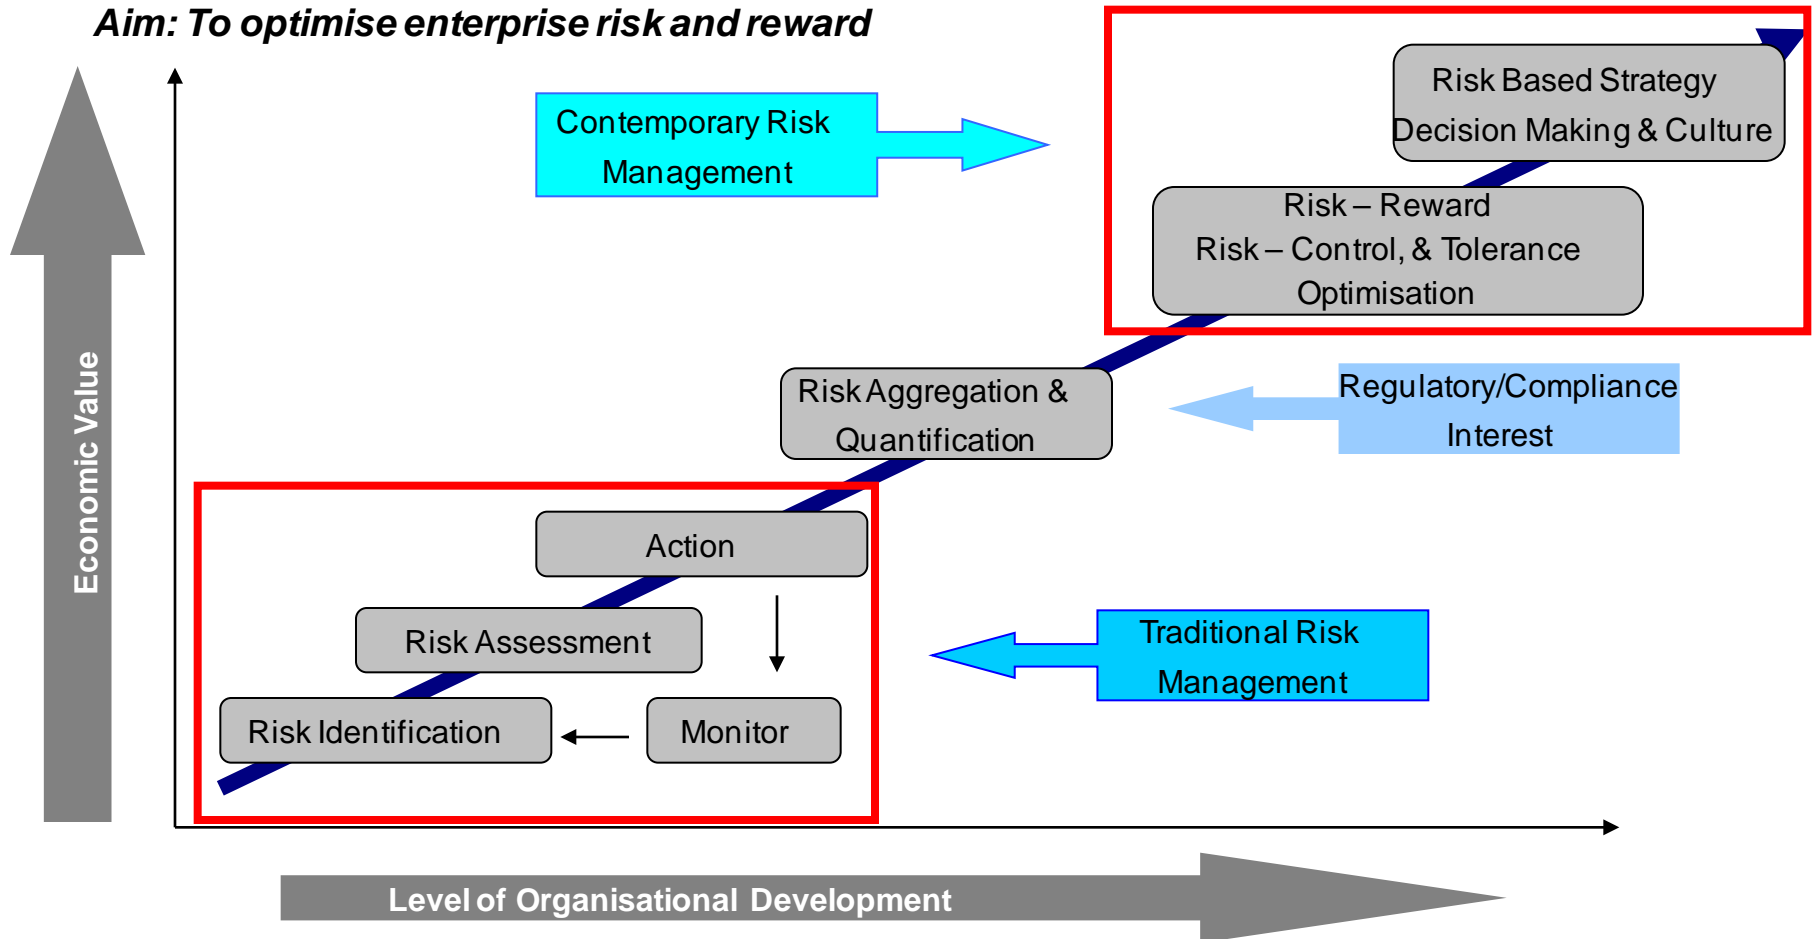 Aim: To optimise enterprise risk and reward
Contemporary Risk
Management
Risk Based Strategy
Decision Making & Culture
Risk – Reward
Risk – Control, & Tolerance
Optimisation
Economic Value
Risk Aggregation &
Quantification
Regulatory/Compliance
Interest
Action
Risk Assessment
Traditional Risk
Management
Risk Identification
Monitor
Level of Organisational Development